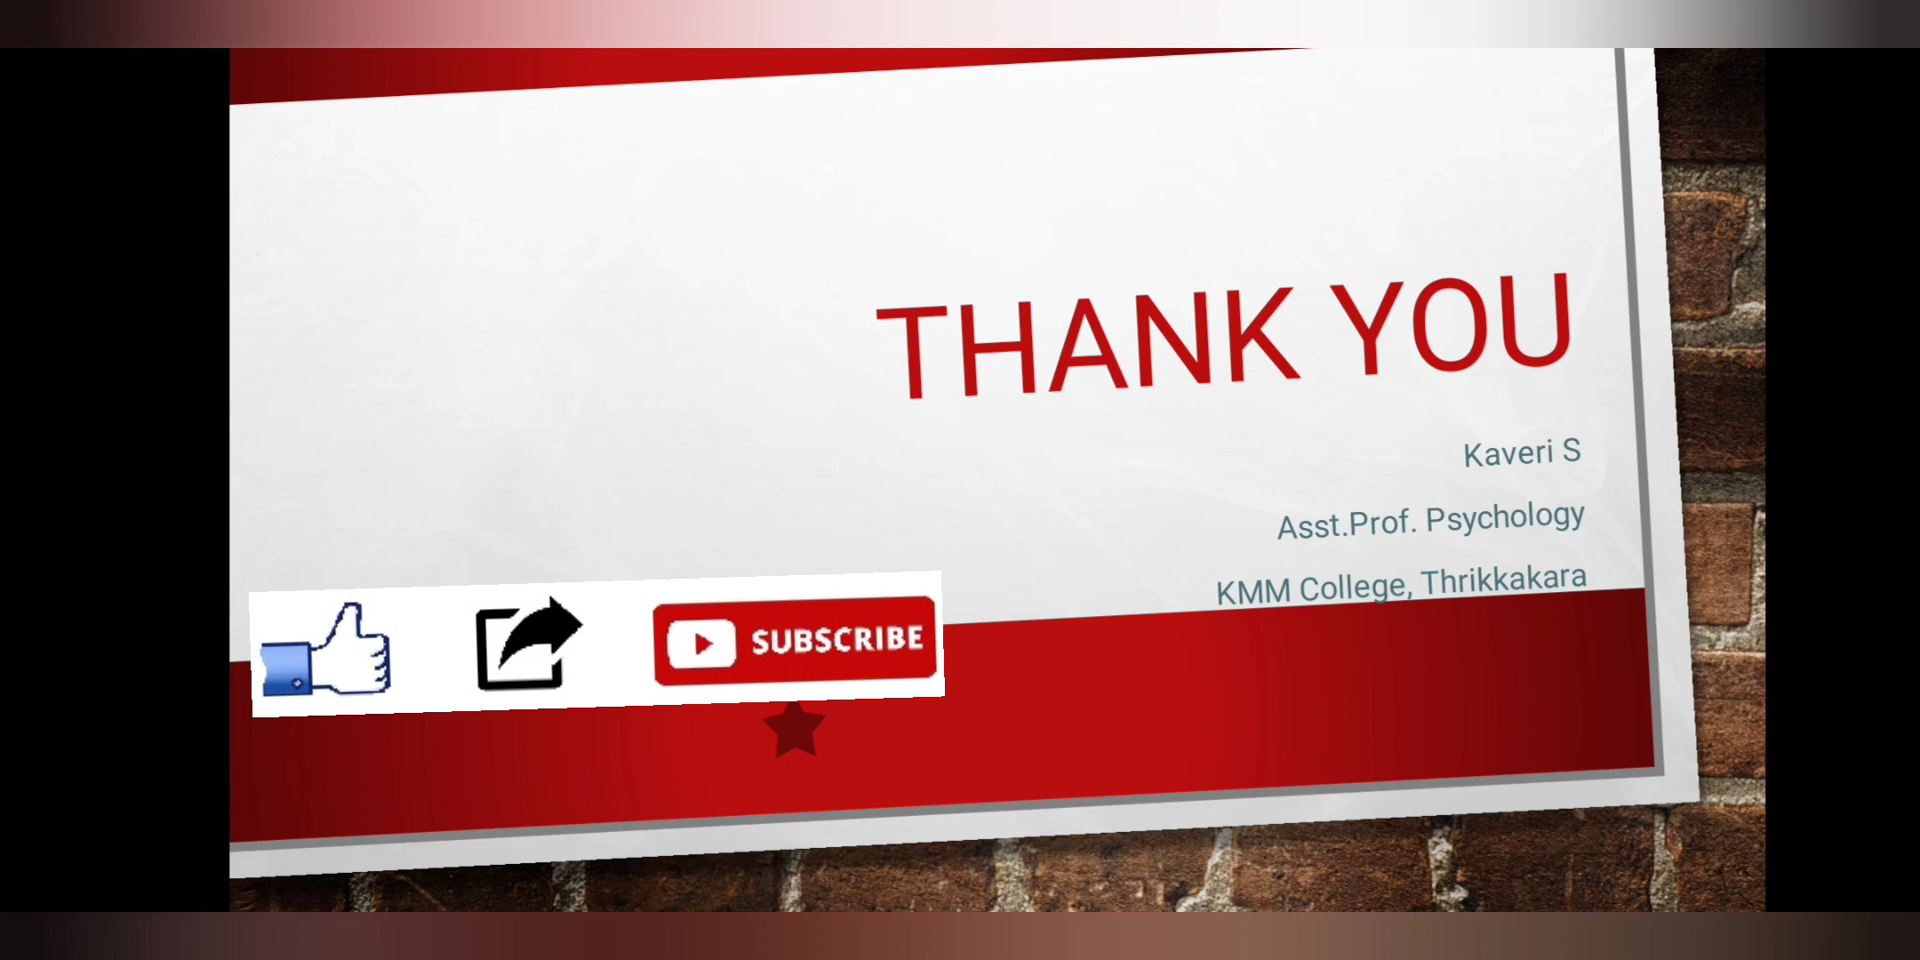 THANK YOU
Kaveri S
Asst.Prof. Psychology
KMM College, Thrikkakara
SUBSCRIBE